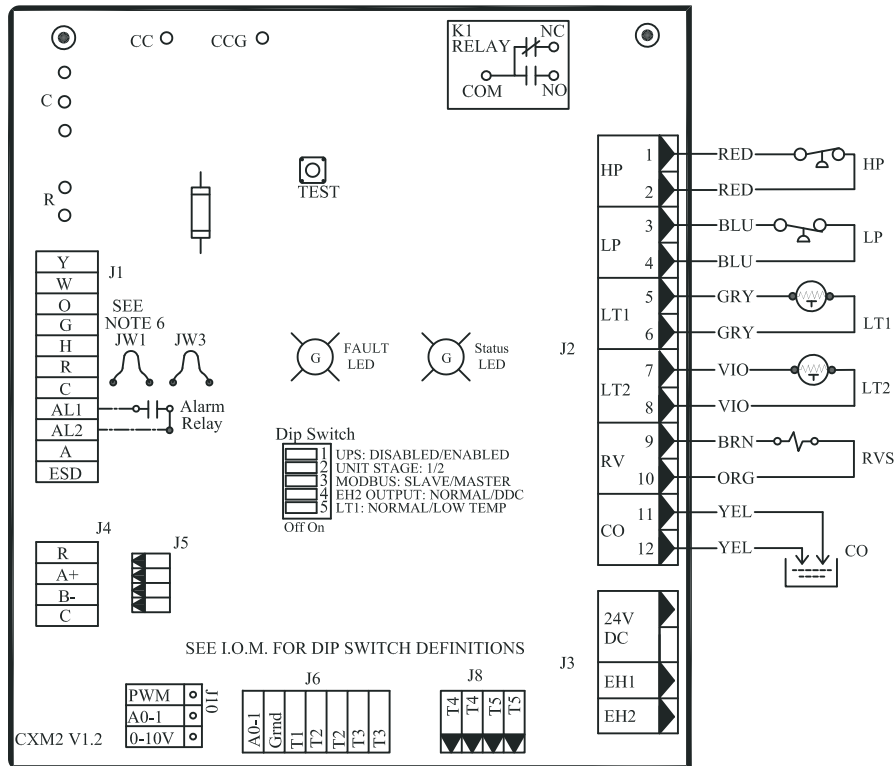 CC
CCG
K1
RELAY
NC
COM
NO
C
R
TEST
HP
1
2
RED
RED
HP
LP
3
4
BLU
BLU
LP
LT1
5
6
GRY
GRY
LT1
J2
LT2
7
8
VIO
VIO
LT2
RV
9
10
BRN
ORG
RVS
CO
11
12
YEL
YEL
CO
J1
Y
W
O
G
H
R
C
AL1
AL2
A
ESD
SEE
NOTE 6
JW1
JW3
Alarm
Relay
G
FAULT
LED
G
Status
LED
Dip Switch
1 UPS: DISABLED/ENABLED
2 UNIT STAGE: 1/2
3 MODBUS: SLAVE/MASTER
4 EH2 OUTPUT: NORMAL/DDC
5 LT1: NORMAL/LOW TEMP
Off On
J4
R
A+
B-
C
J5
J3
24V
DC
EH1
EH2
SEE I.O.M. FOR DIP SWITCH DEFINITIONS
J10
PWM
A0-1
0-10V
J6
A0-1
Grnd
T1
T2
T2
T3
T3
J8
T4
T4
T5
T5
CXM2 V1.2